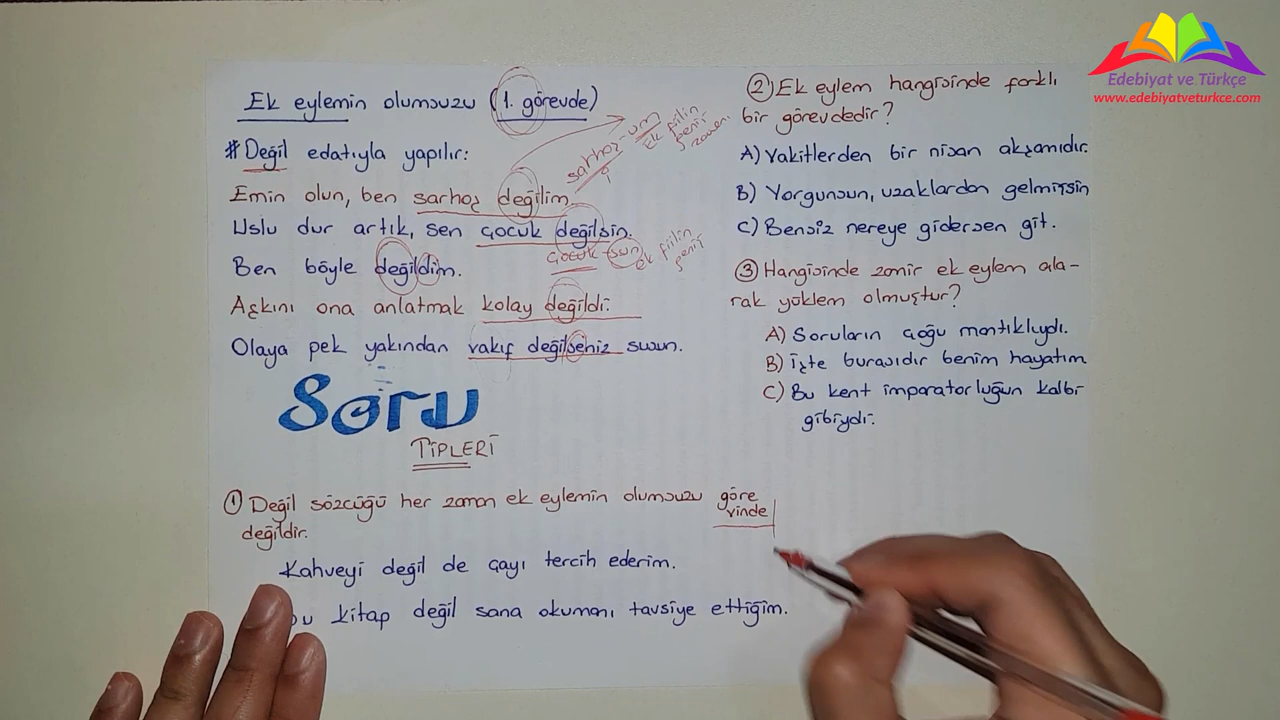 Ek eylemin olumsuzu (1. görevde)
# Değil edatıyla yapılır:
Emin olun, ben sarhoş değilim.
Uslu dur artık, sen çocuk değilsin.
Ben böyle değildim.
Aşkını ona anlatmak kolay değildi.
Olaya pek yakından vakıf değilseniz susun.
sarhoş-um
Ek fiilin
geniş
zaman.
çocuk-sun
ek fiilin
geniş
Soru
TİPLERİ
① Değil sözcüğü her zaman ek eylemin olumsuzu göre
vinde
değildir.
Kahveyi değil de çayı tercih ederim.
kitap değil sana okumanı tavsiye ettiğim.
② Ek eylem hangisinde farklı
bir görevdedir?
A) Vakitlerden bir nisan akşamıdır.
B) Yorgunsun, uzaklardan gelmişsin
C) Bensiz nereye gidersen git.
③ Hangisinde zamir ek eylem ala-
rak yüklem olmuştur?
A) Soruların çoğu mantıklıydı.
B) İşte burasıdır benim hayatım
C) Bu kent imparatorluğun kalbi
gibiydi.
Edebiyat ve Türkçe
www.edebiyatveturkce.com